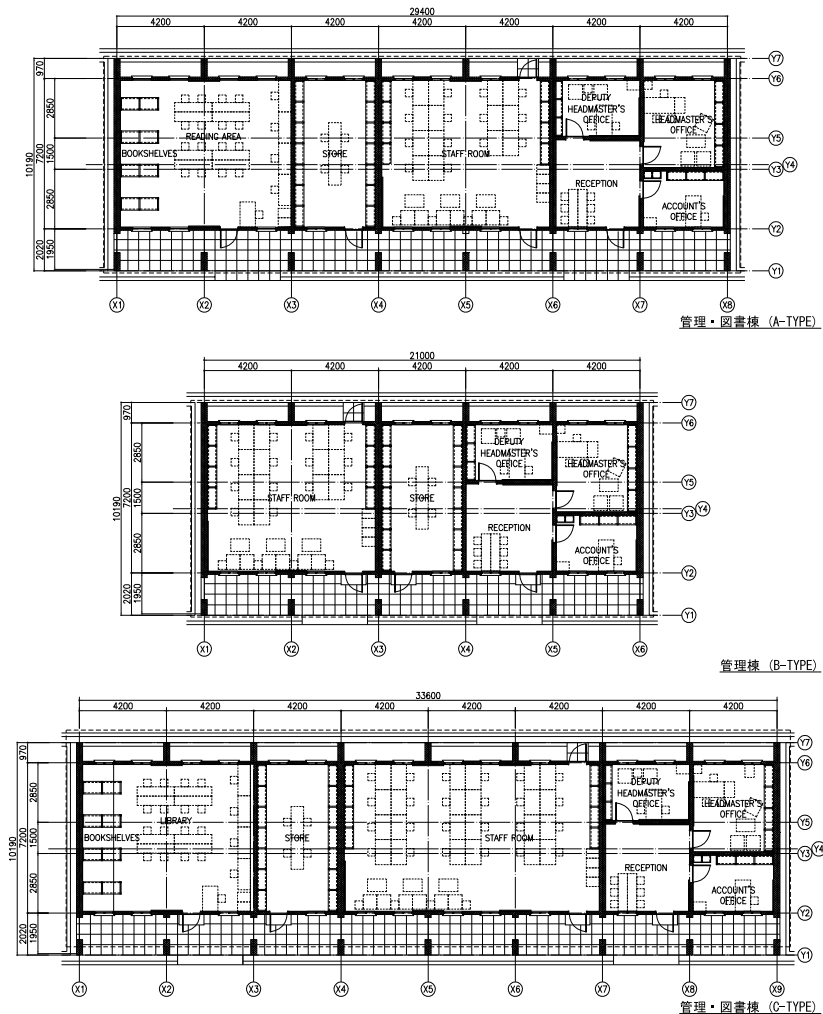 29400
4200 4200 4200 4200 4200 4200 4200
970
2850
1500
2850
1950
7200
2020
10190
Y7
Y6
Y5
Y4
Y3
Y2
Y1
READING AREA
BOOKSHELVES
STORE
STAFF ROOM
DEPUTY
HEADMASTER'S
OFFICE
HEADMASTER'S
OFFICE
RECEPTION
ACCOUNT'S
OFFICE
X1 X2 X3 X4 X5 X6 X7 X8
管理・図書棟 (A-TYPE)
21000
4200 4200 4200 4200 4200
970
2850
1500
2850
1950
7200
2020
10190
Y7
Y6
Y5
Y4
Y3
Y2
Y1
STAFF ROOM
STORE
DEPUTY
HEADMASTER'S
OFFICE
HEADMASTER'S
OFFICE
RECEPTION
ACCOUNT'S
OFFICE
X1 X2 X3 X4 X5 X6
管理棟 (B-TYPE)
33600
4200 4200 4200 4200 4200 4200 4200 4200
970
2850
1500
2850
1950
7200
2020
10190
Y7
Y6
Y5
Y4
Y3
Y2
Y1
LIBRARY
BOOKSHELVES
STORE
STAFF ROOM
DEPUTY
HEADMASTER'S
OFFICE
HEADMASTER'S
OFFICE
RECEPTION
ACCOUNT'S
OFFICE
X1 X2 X3 X4 X5 X6 X7 X8 X9
管理・図書棟 (C-TYPE)